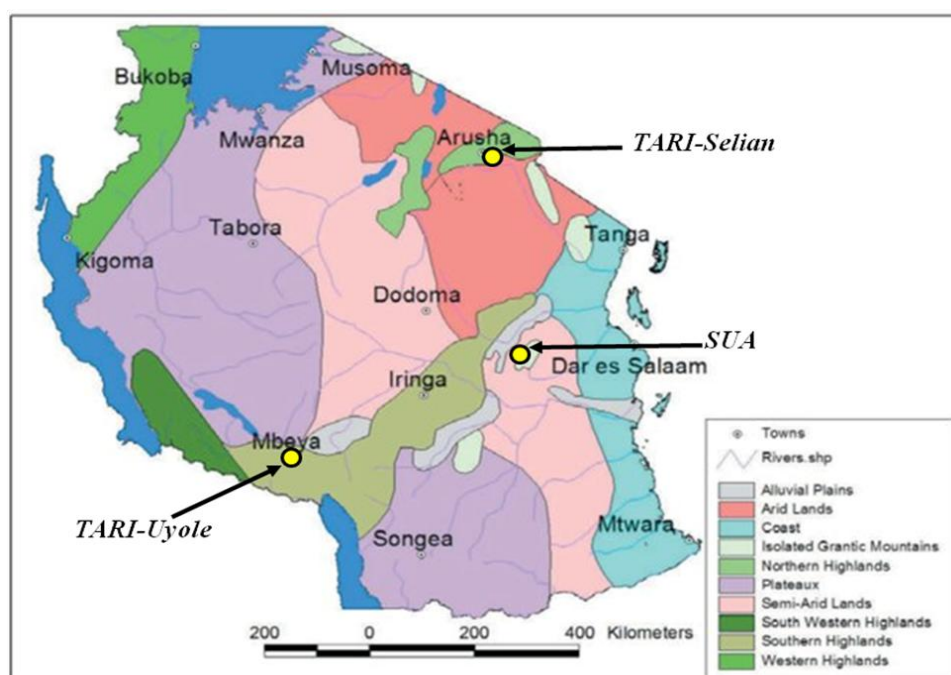 Bukoba
Musoma
Mwanza
Arusha
TARI-Selian
Tabora
Tanga
Kigoma
Dodoma
SUA
Dar es Salaam
Iringa
Mbeya
TARI-Uyole
Songea
Mtwara
Towns
Rivers.shp
Alluvial Plains
Arid Lands
Coast
Isolated Grantic Mountains
Northern Highlands
Plateaux
Semi-Arid Lands
South Western Highlands
Southern Highlands
Western Highlands
200 0 200 400 Kilometers